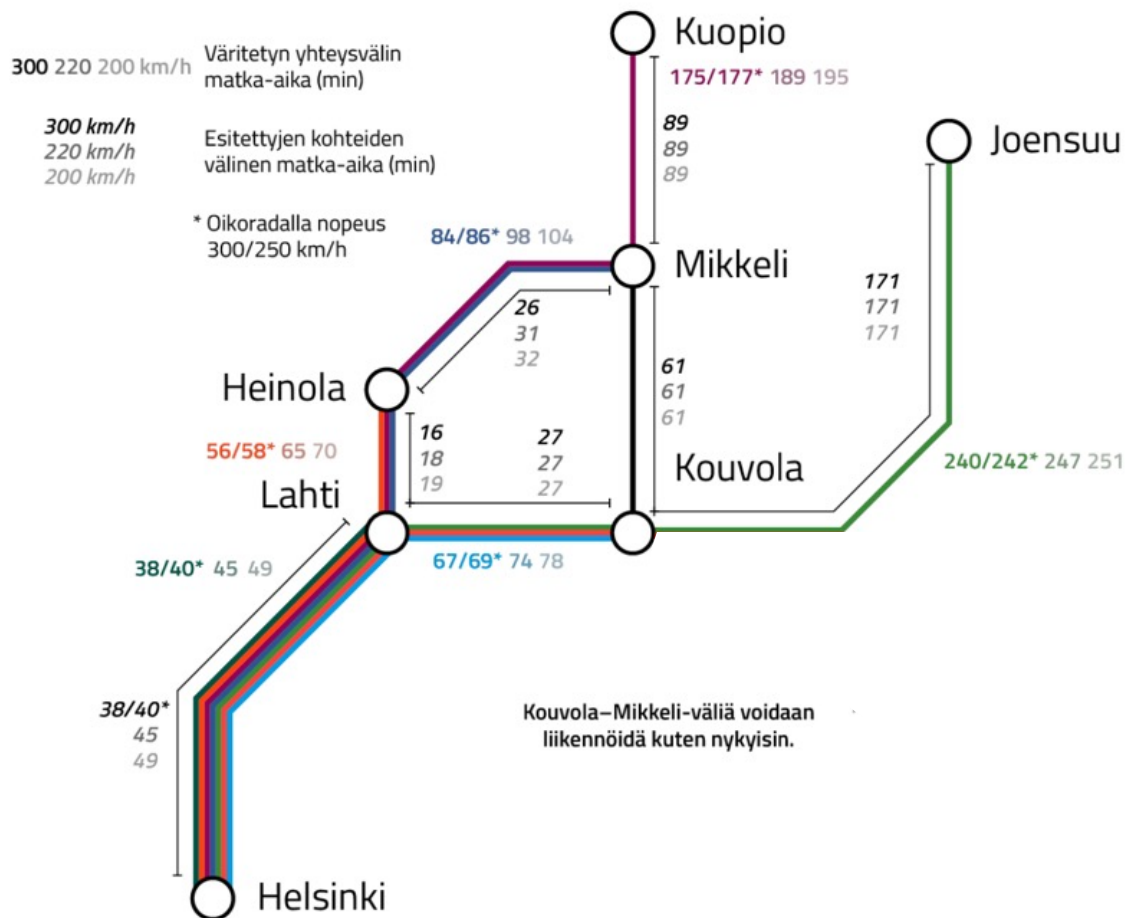 300 220 200 km/h
Väritetyn yhteysvälin
matka-aika (min)
300 km/h
220 km/h
200 km/h
Esitettyjen kohteiden
välinen matka-aika (min)
* Oikoradalla nopeus
300/250 km/h
Kuopio
175/177* 189 195
89
89
89
Joensuu
84/86* 98 104
Mikkeli
26
31
32
171
171
171
Heinola
61
61
61
56/58* 65 70
16
18
19
27
27
27
Kouvola
240/242* 247 251
Lahti
38/40* 45 49
67/69* 74 78
38/40*
45
49
Kouvola–Mikkeli-väliä voidaan
liikennöidä kuten nykyisin.
Helsinki